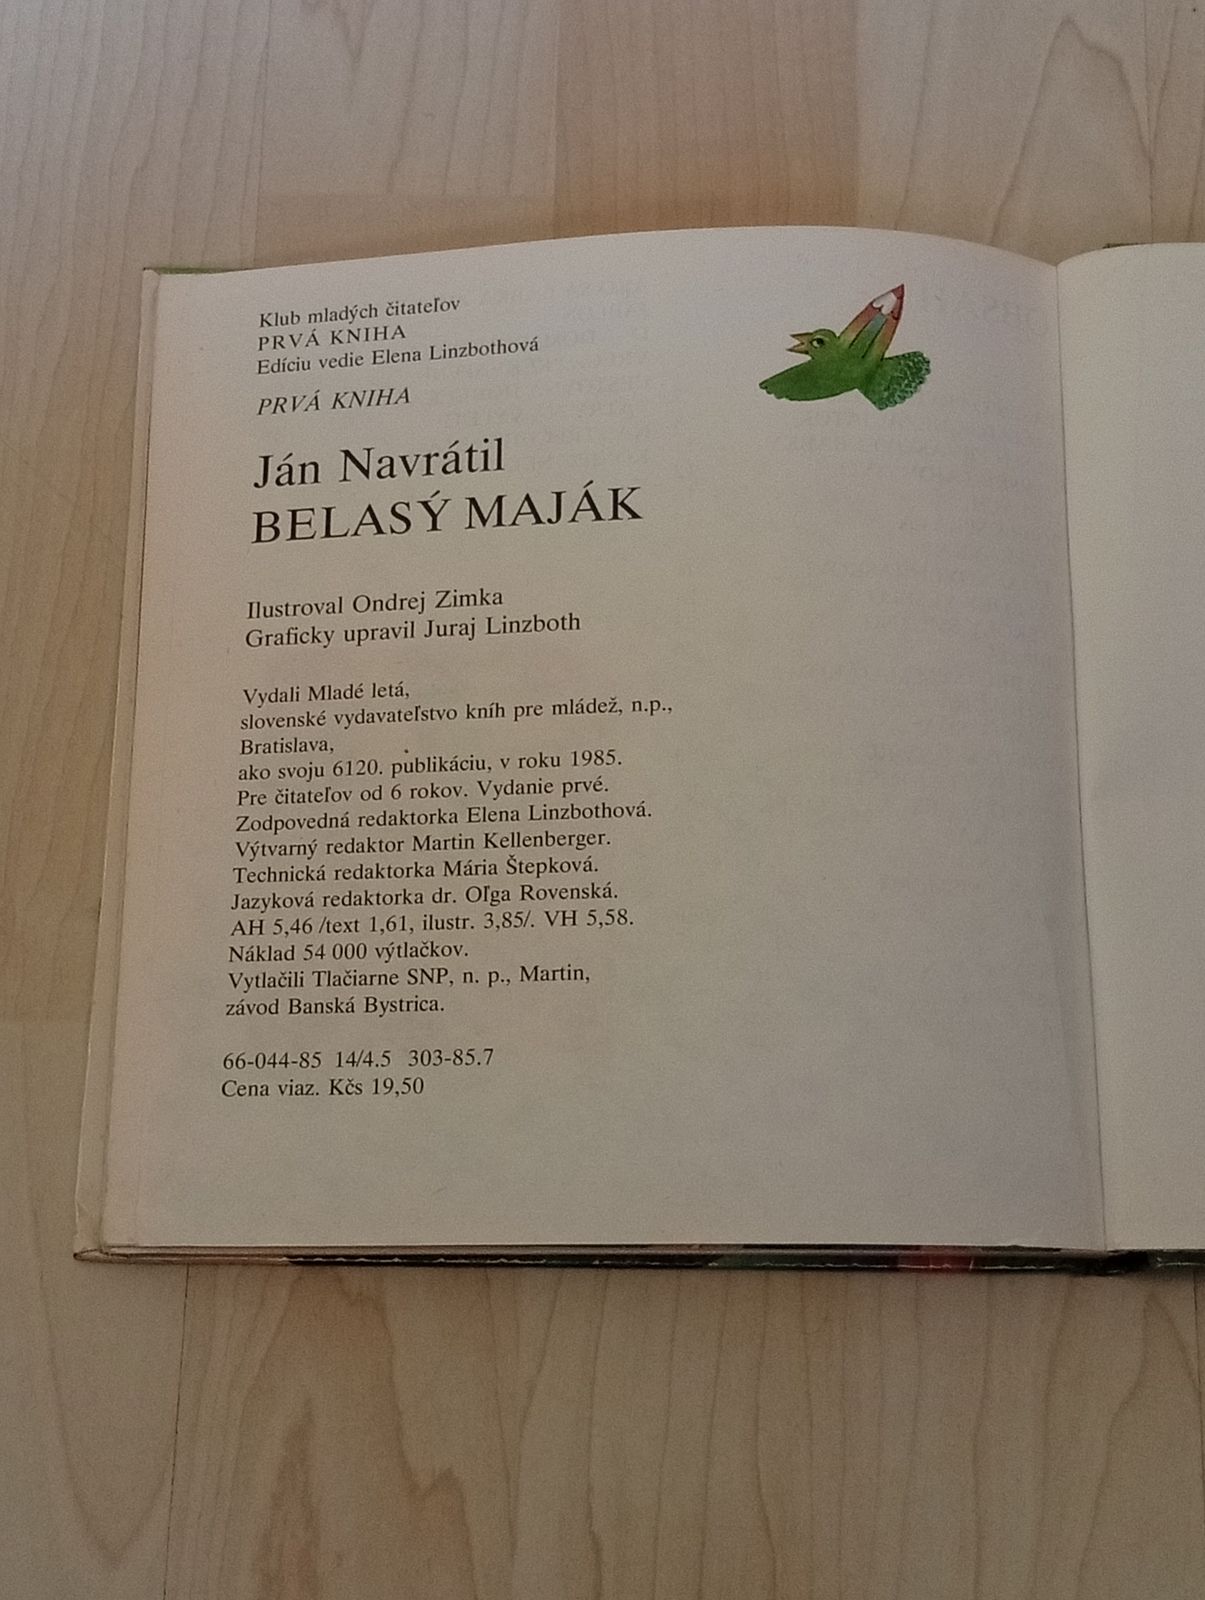 Klub mladých čitateľov
PRVÁ KNIHA
Edíciu vedie Elena Linzbothová
PRVÁ KNIHA
Ján Navrátil
BELASÝ MAJÁK
Ilustroval Ondrej Zimka
Graficky upravil Juraj Linzboth
Vydali Mladé letá,
slovenské vydavateľstvo kníh pre mládež, n.p.,
Bratislava,
ako svoju 6120. publikáciu, v roku 1985.
Pre čitateľov od 6 rokov. Vydanie prvé.
Zodpovedná redaktorka Elena Linzbothová.
Výtvarný redaktor Martin Kellenberger.
Technická redaktorka Mária Štepková.
Jazyková redaktorka dr. Oľga Rovenská.
AH 5,46 /text 1,61, ilustr. 3,85/. VH 5,58.
Náklad 54 000 výtlačkov.
Vytlačili Tlačiarne SNP, n. p., Martin,
závod Banská Bystrica.
66-044-85 14/4.5 303-85.7
Cena viaz. Kčs 19,50